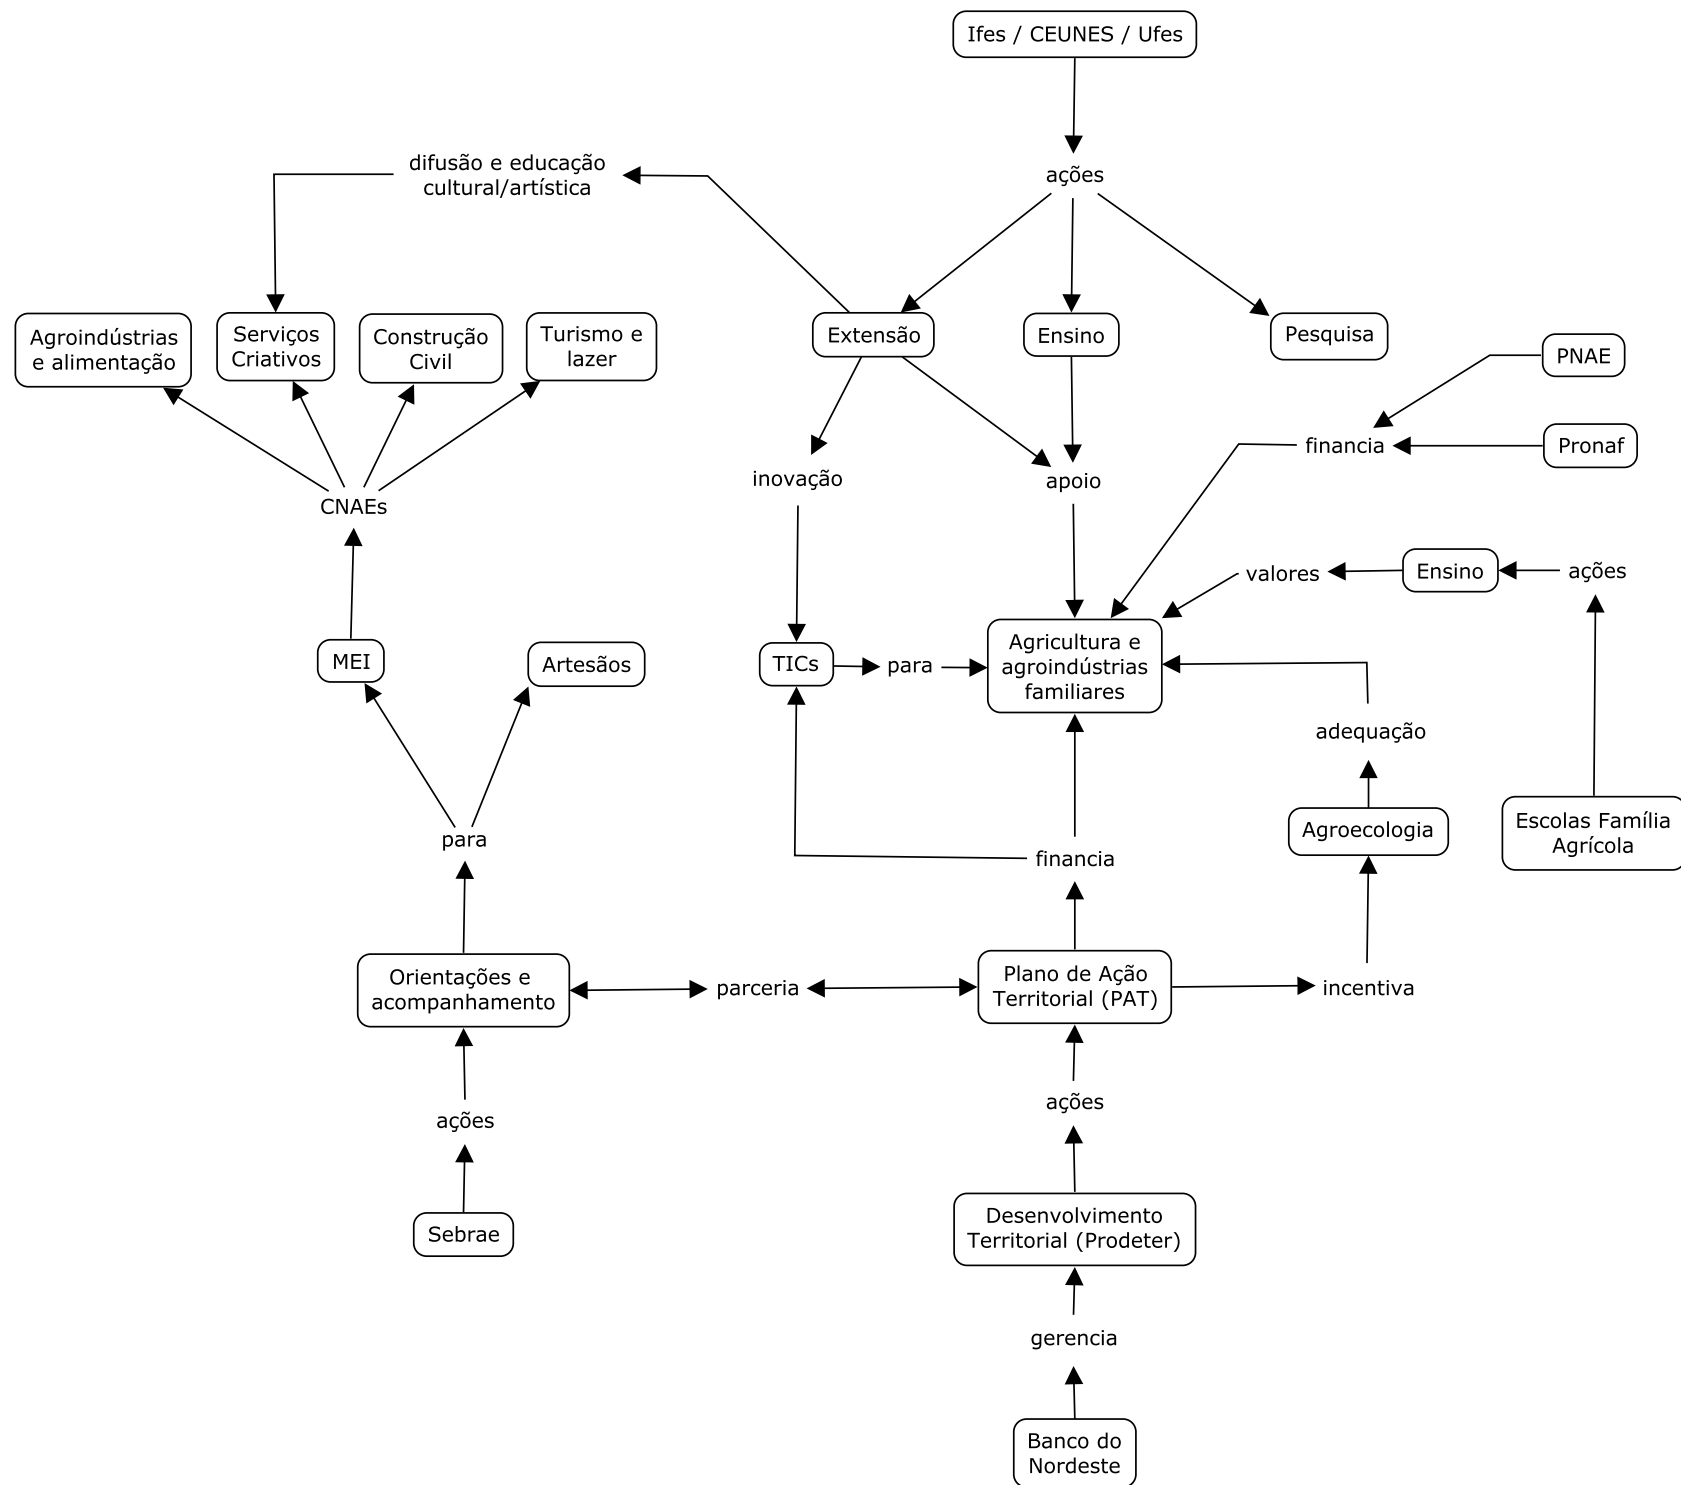 Ifes / CEUNES / Ufes
difusão e educação
cultural/artística
ações
Agroindústrias
e alimentação
Serviços
Criativos
Construção
Civil
Turismo e
lazer
Extensão
Ensino
Pesquisa
PNAE
financia
Pronaf
CNAEs
inovação
apoio
valores
Ensino
ações
MEI
Artesãos
TICs
para
Agricultura e
agroindústrias
familiares
adequação
para
financia
Agroecologia
Escolas Família
Agrícola
Orientações e
acompanhamento
parceria
Plano de Ação
Territorial (PAT)
incentiva
ações
ações
Sebrae
Desenvolvimento
Territorial (Prodeter)
gerencia
Banco do
Nordeste